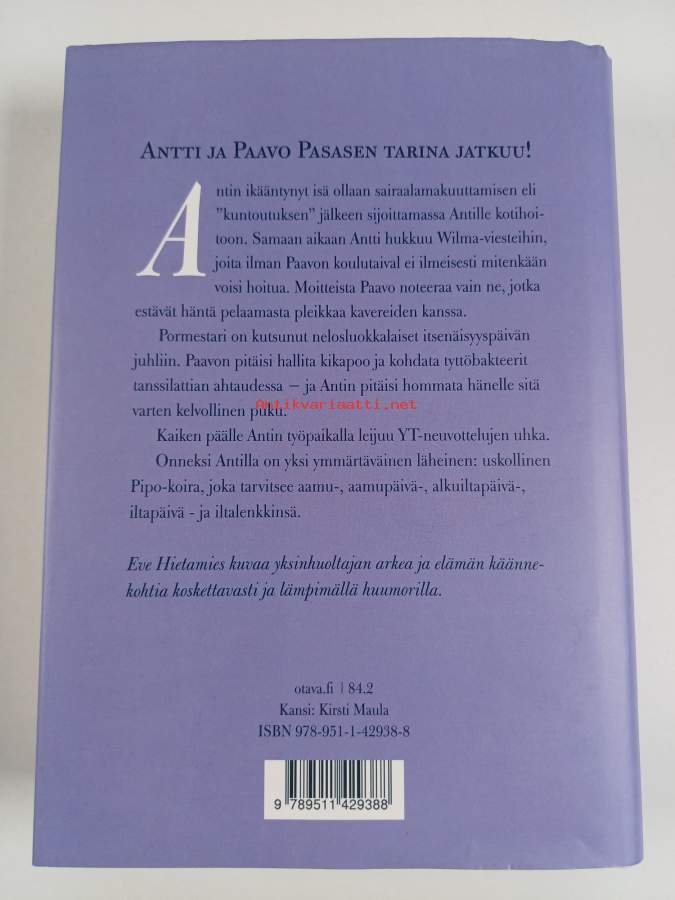 ANTTI JA PAAVO PASASEN TARINA JATKUU!
Antin ikääntynyt isä ollaan sairaalamakuuttamisen eli
”kuntoutuksen” jälkeen sijoittamassa Antille kotihoi-
toon. Samaan aikaan Antti hukkuu Wilma-viesteihin,
joita ilman Paavon koulutaival ei ilmeisesti mitenkään
voisi hoitua. Moitteista Paavo noteeraa vain ne, jotka
estävät häntä pelaamasta pleikkaa kavereiden kanssa.
Pormestari on kutsunut nelosluokkalaiset itsenäisyyspäivän
juhliin. Paavon pitäisi hallita kikapoo ja kohdata tyttöbakteerit
tanssilattian ahtaudessa – ja Antin pitäisi hommata hänelle sitä
Antikvariaatti.net
varten kelvollinen puku.
Kaiken päälle Antin työpaikalla leijuu YT-neuvottelujen uhka.
Onneksi Antilla on yksi ymmärtäväinen läheinen: uskollinen
Pipo-koira, joka tarvitsee aamu-, aamupäivä-, alkuiltapäivä-,
iltapäivä - ja iltalenkkinsä.
Eve Hietamies kuvaa yksinhuoltajan arkea ja elämän käänne-
kohtia koskettavasti ja lämpimällä huumorilla.
otava.fi | 84.2
Kansi: Kirsti Maula
ISBN 978-951-1-42938-8
9 789511 429388